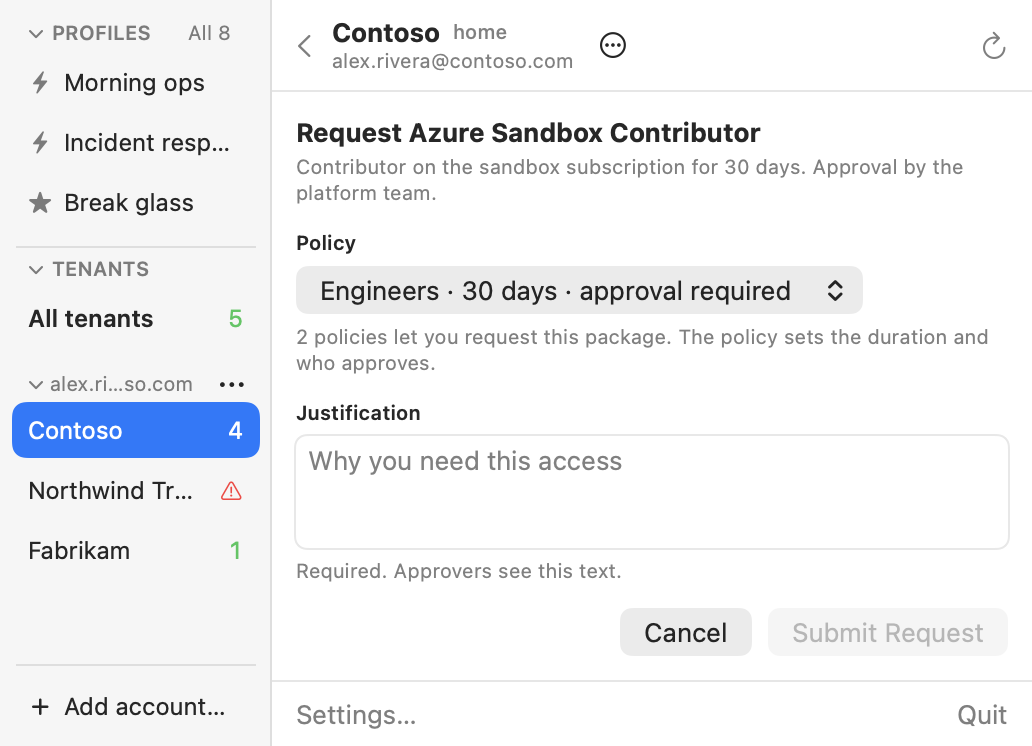 PROFILES All 8
Morning ops
Incident resp...
Break glass
TENANTS
All tenants 5
alex.ri...so.com
Contoso 4
Northwind Tr...
Fabrikam 1
+ Add account...
Contoso home
alex.rivera@contoso.com
Request Azure Sandbox Contributor
Contributor on the sandbox subscription for 30 days. Approval by the
platform team.
Policy
Engineers · 30 days · approval required
2 policies let you request this package. The policy sets the duration and
who approves.
Justification
Why you need this access
Required. Approvers see this text.
Cancel Submit Request
Settings... Quit